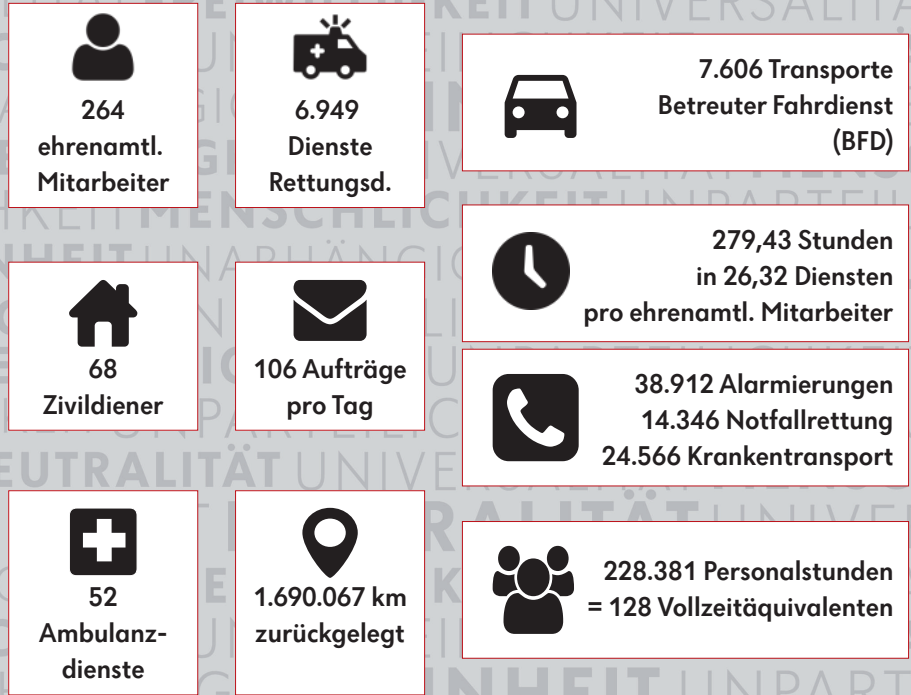 264
ehrenamtl.
Mitarbeiter
6.949
Dienste
Rettungsd.
7.606 Transporte
Betreuter Fahrdienst
(BFD)
279,43 Stunden
in 26,32 Diensten
pro ehrenamtl. Mitarbeiter
68
Zivildiener
106 Aufträge
pro Tag
38.912 Alarmierungen
14.346 Notfallrettung
24.566 Krankentransport
52
Ambulanz-
dienste
1.690.067 km
zurückgelegt
228.381 Personalstunden
= 128 Vollzeitäquivalenten